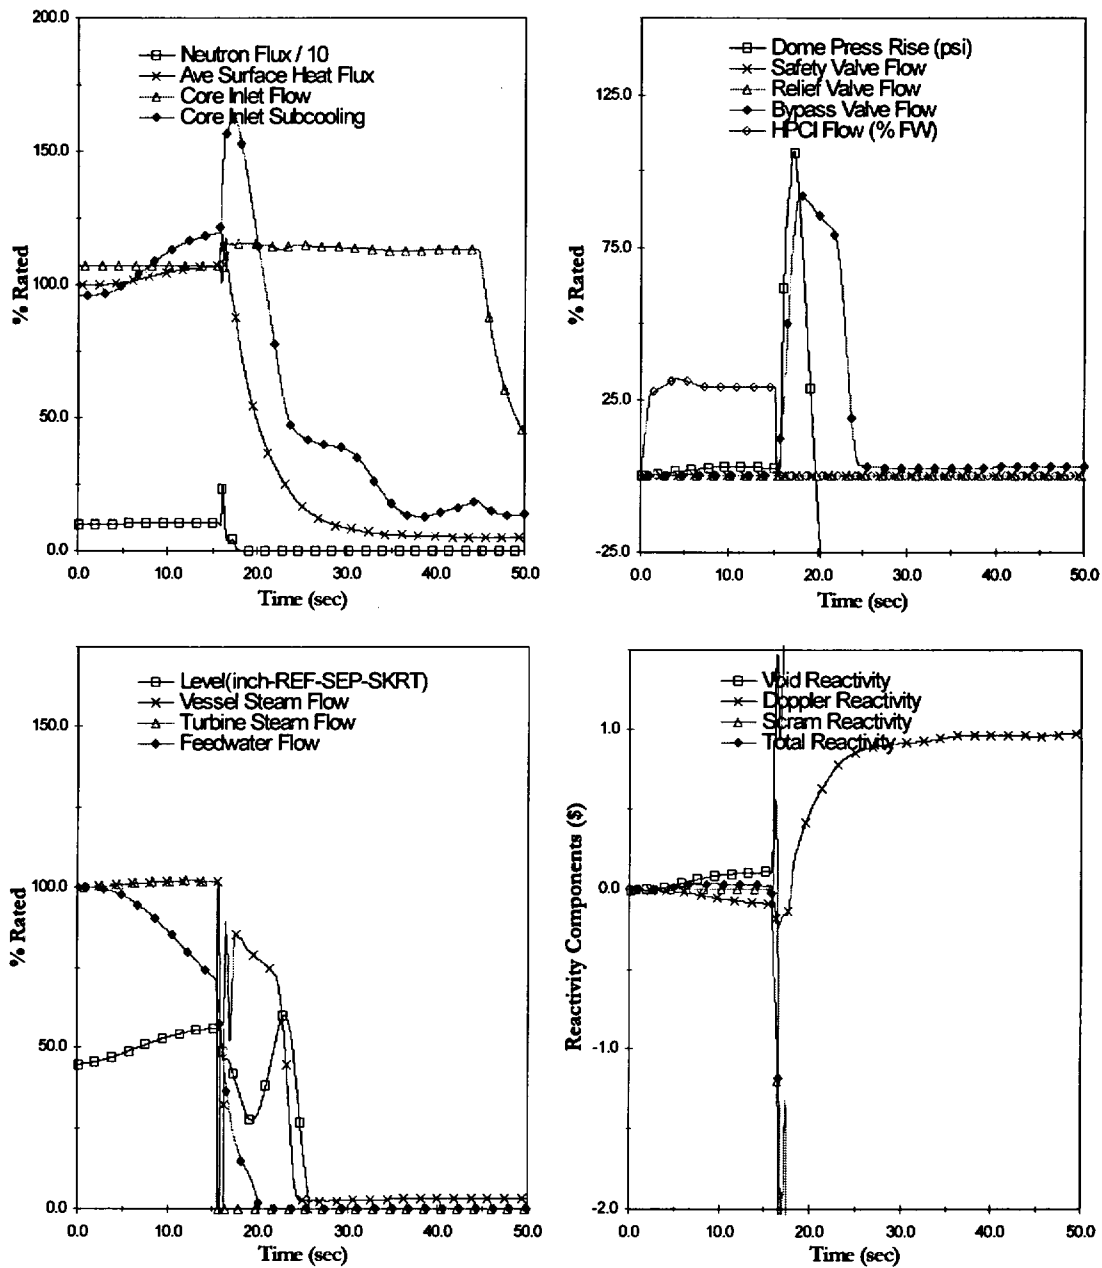 200.0
Neutron Flux / 10
Ave Surface Heat Flux
Core Inlet Flow
Core Inlet Subcooling
150.0
100.0
50.0
0.0
% Rated
0.0 10.0 20.0 30.0 40.0 50.0
Time (sec)
Dome Press Rise (psi)
Safety Valve Flow
Relief Valve Flow
Bypass Valve Flow
HPCI Flow (% FW)
125.0
75.0
25.0
-25.0
% Rated
0.0 10.0 20.0 30.0 40.0 50.0
Time (sec)
Level(inch-REF-SEP-SKRT)
Vessel Steam Flow
Turbine Steam Flow
Feedwater Flow
150.0
100.0
50.0
0.0
% Rated
0.0 10.0 20.0 30.0 40.0 50.0
Time (sec)
Void Reactivity
Doppler Reactivity
Scram Reactivity
Total Reactivity
1.0
0.0
-1.0
-2.0
Reactivity Components ($)
0.0 10.0 20.0 30.0 40.0 50.0
Time (sec)